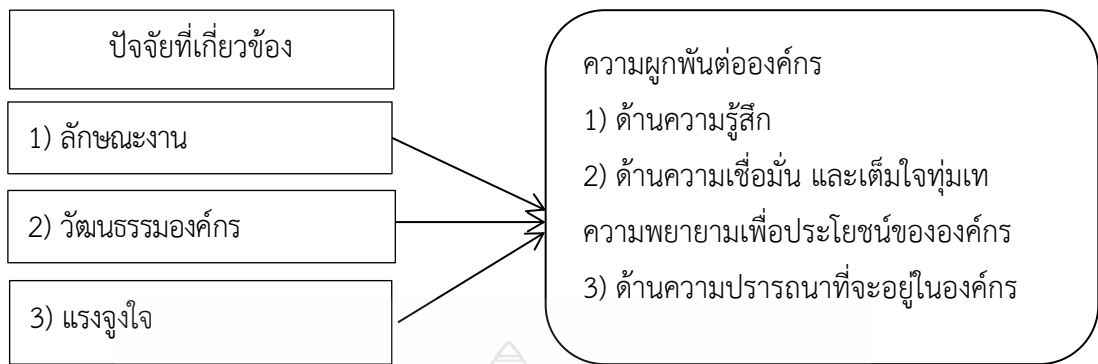 ปัจจัยที่เกี่ยวข้อง
1) ลักษณะงาน
2) วัฒนธรรมองค์กร
3) แรงจูงใจ
ความผูกพันต่อองค์กร
1) ด้านความรู้สึก
2) ด้านความเชื่อมั่น และเต็มใจทุ่มเท
ความพยายามเพื่อประโยชน์ขององค์กร
3) ด้านความปรารถนาที่จะอยู่ในองค์กร